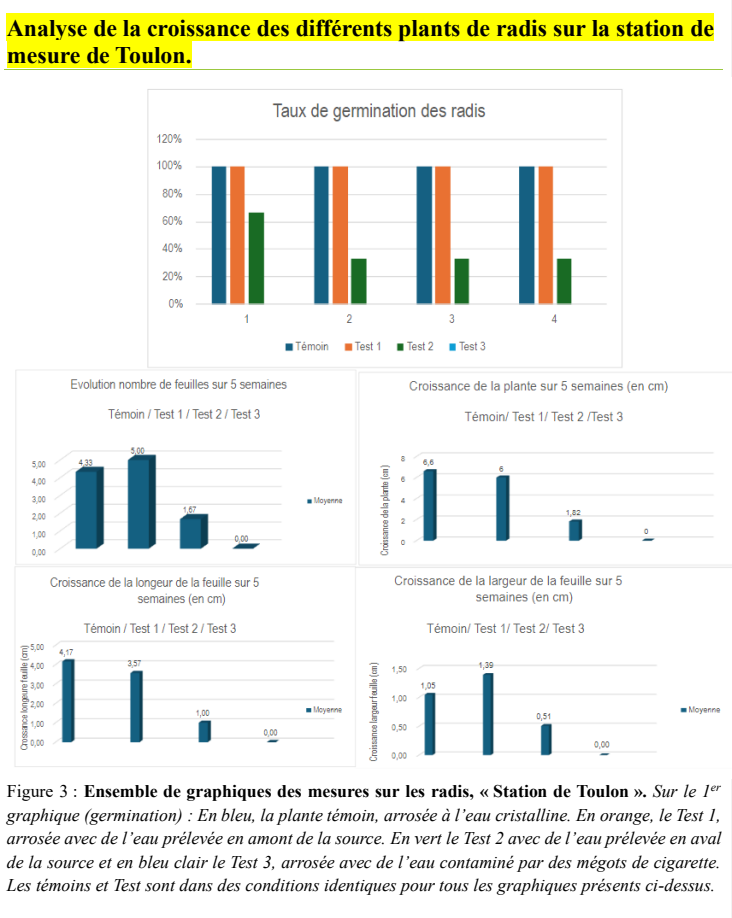 Analyse de la croissance des différents plants de radis sur la station de
mesure de Toulon.
Taux de germination des radis
120%
100%
80%
60%
40%
20%
0%
1 2 3 4
Témoin Test 1 Test 2 Test 3
Evolution nombre de feuilles sur 5 semaines
Témoin / Test 1 / Test 2 / Test 3
5,00
4,00
3,00
2,00
1,00
0,00
4,33
5,00
1,67
0,00
Moyenne
Croissance de la plante sur 5 semaines (en cm)
Témoin/ Test 1/ Test 2 /Test 3
Croissance de la plante (cm)
8
6
4
2
0
6,6
6
1,82
0
Croissance de la longeur de la feuille sur 5
semaines (en cm)
Témoin / Test 1 / Test 2 / Test 3
Croissance longeure feuille (cm)
5,00
4,00
3,00
2,00
1,00
0,00
4,17
3,57
1,00
0,00
Moyenne
Croissance de la largeur de la feuille sur 5
semaines (en cm)
Témoin/ Test 1/ Test 2/ Test 3
Croissance largeur feuille (cm)
1,50
1,00
0,50
0,00
1,05
1,39
0,51
0,00
Moyenne
Figure 3 : Ensemble de graphiques des mesures sur les radis, « Station de Toulon ». Sur le 1er
graphique (germination) : En bleu, la plante témoin, arrosée à l'eau cristalline. En orange, le Test 1,
arrosée avec de l'eau prélevée en amont de la source. En vert le Test 2 avec de l'eau prélevée en aval
de la source et en bleu clair le Test 3, arrosée avec de l'eau contaminé par des mégots de cigarette.
Les témoins et Test sont dans des conditions identiques pour tous les graphiques présents ci-dessus.